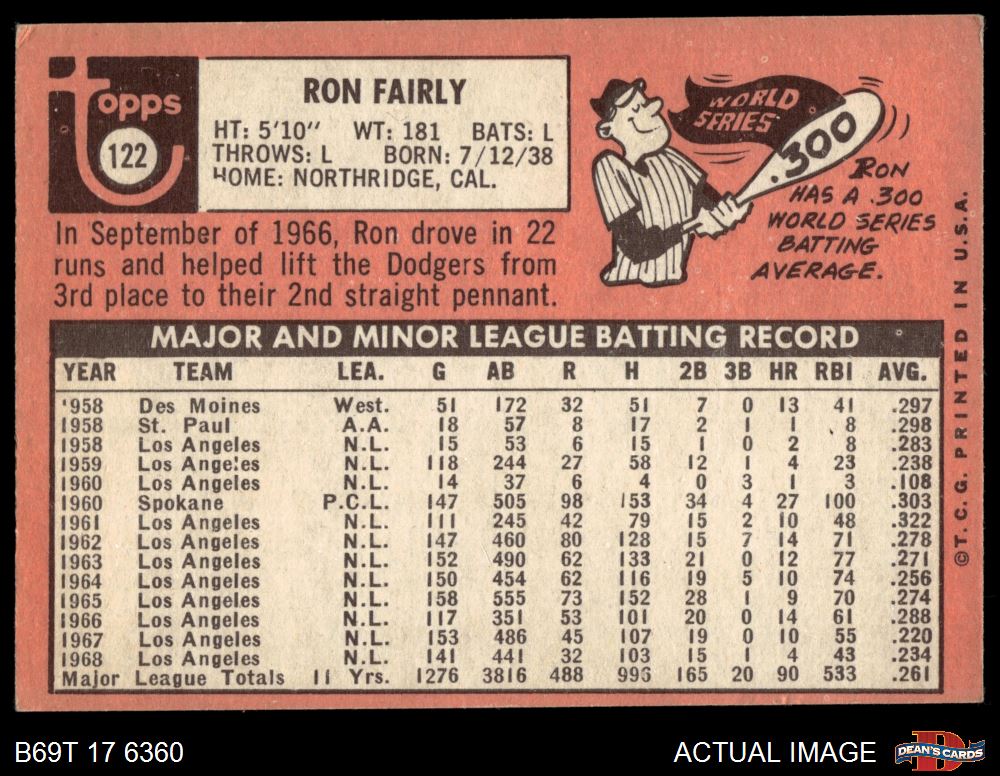 Topps
122
RON FAIRLY
HT: 5'10" WT: 181 BATS: L
THROWS: L BORN: 7/12/38
HOME: NORTHRIDGE, CAL.
In September of 1966, Ron drove in 22
runs and helped lift the Dodgers from
3rd place to their 2nd straight pennant.
WORLD
SERIES
.300
RON
HAS A .300
WORLD SERIES
BATTING
AVERAGE.
©T.C.G. PRINTED IN U.S.A.
MAJOR AND MINOR LEAGUE BATTING RECORD
YEAR TEAM LEA. G AB R H 2B 3B HR RBI AVG.
1958 Des Moines West. 51 172 32 51 7 0 13 41 .297
1958 St. Paul A.A. 18 57 8 17 2 1 1 8 .298
1958 Los Angeles N.L. 15 53 6 15 1 0 2 8 .283
1959 Los Angeles N.L. 118 244 27 58 12 1 4 23 .238
1960 Los Angeles N.L. 14 37 6 4 0 3 1 3 .108
1960 Spokane P.C.L. 147 505 98 153 34 4 27 100 .303
1961 Los Angeles N.L. 111 245 42 79 15 2 10 48 .322
1962 Los Angeles N.L. 147 460 80 128 15 7 14 71 .278
1963 Los Angeles N.L. 152 490 62 133 21 0 12 77 .271
1964 Los Angeles N.L. 150 454 62 116 19 5 10 74 .256
1965 Los Angeles N.L. 158 555 73 152 28 1 9 70 .274
1966 Los Angeles N.L. 117 351 53 101 20 0 14 61 .288
1967 Los Angeles N.L. 153 486 45 107 19 0 10 55 .220
1968 Los Angeles N.L. 141 441 32 103 15 1 4 43 .234
Major League Totals 11 Yrs. 1276 3816 488 996 165 20 90 533 .261
B69T 17 6360
ACTUAL IMAGE
DEAN'S CARDS